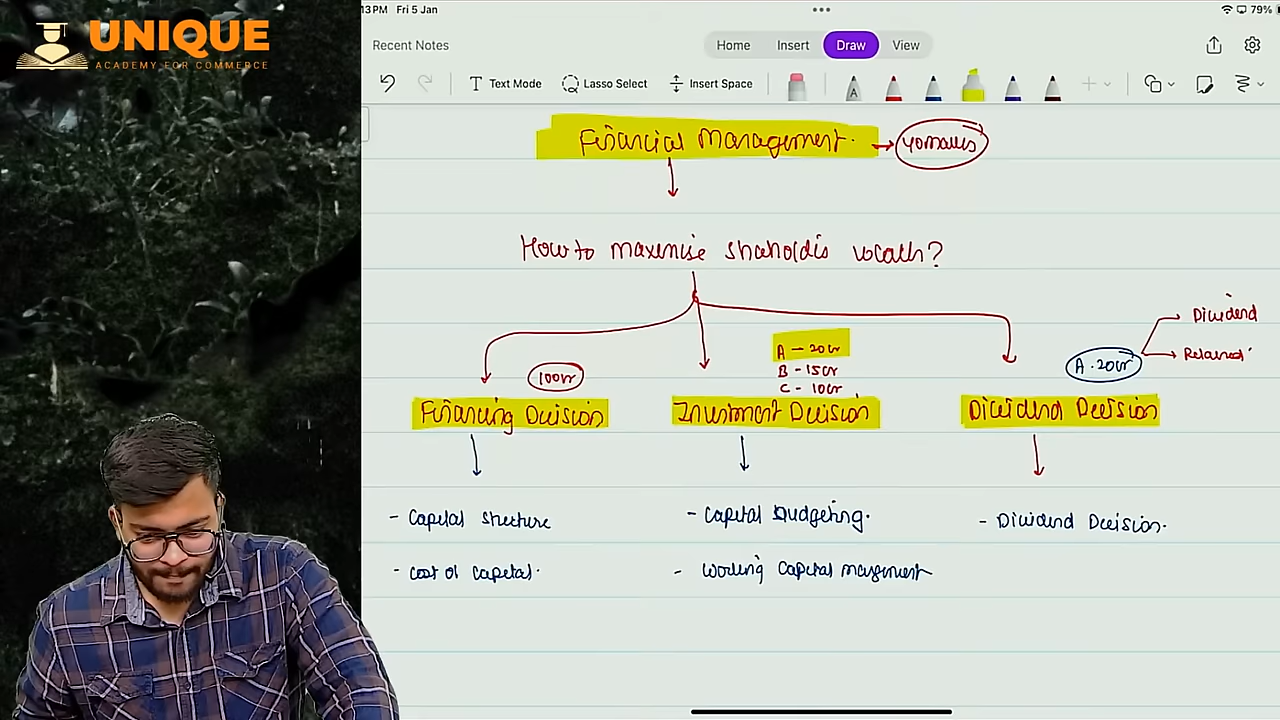 13PM Fri 5 Jan
79%
UNIQUE
ACADEMY FOR COMMERCE
Recent Notes
Home Insert Draw View
Text Mode Lasso Select Insert Space
Financial Management. → 40marks
How to maximise shaholdis wealth?
Dividend
A - 20cr
B - 15cr
C - 10cr
A. 20cr
Retained
100cr
Financing Decision Investment Decision Dividend Decision
- Capital Structure - Capital Budgeting. - Dividend Decision.
- Cost of Capital. - Working Capital management